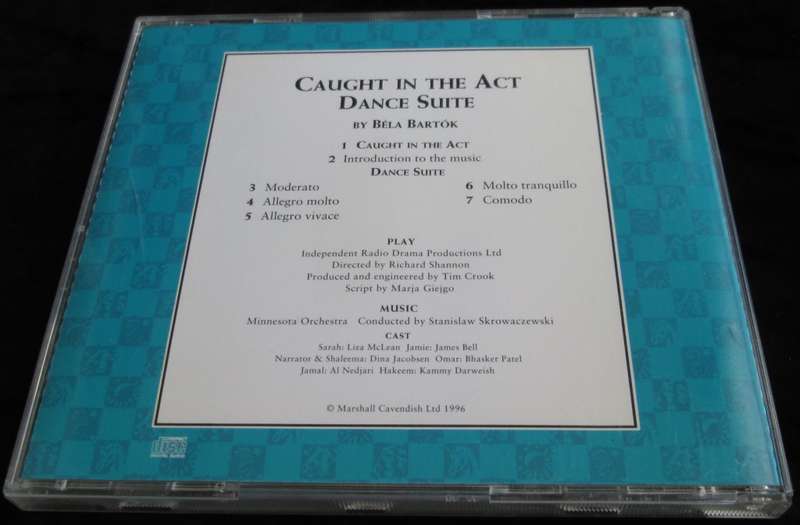 CAUGHT IN THE ACT
DANCE SUITE
BY BÉLA BARTÓK
1 CAUGHT IN THE ACT
2 Introduction to the music
DANCE SUITE
3 Moderato
4 Allegro molto
5 Allegro vivace
6 Molto tranquillo
7 Comodo
PLAY
Independent Radio Drama Productions Ltd
Directed by Richard Shannon
Produced and engineered by Tim Crook
Script by Marja Giejgo
MUSIC
Minnesota Orchestra Conducted by Stanislaw Skrowaczewski
CAST
Sarah: Liza McLean Jamie: James Bell
Narrator & Shaleema: Dina Jacobsen Omar: Bhasker Patel
Jamal: Al Nedjari Hakeem: Kammy Darweish
© Marshall Cavendish Ltd 1996
disc